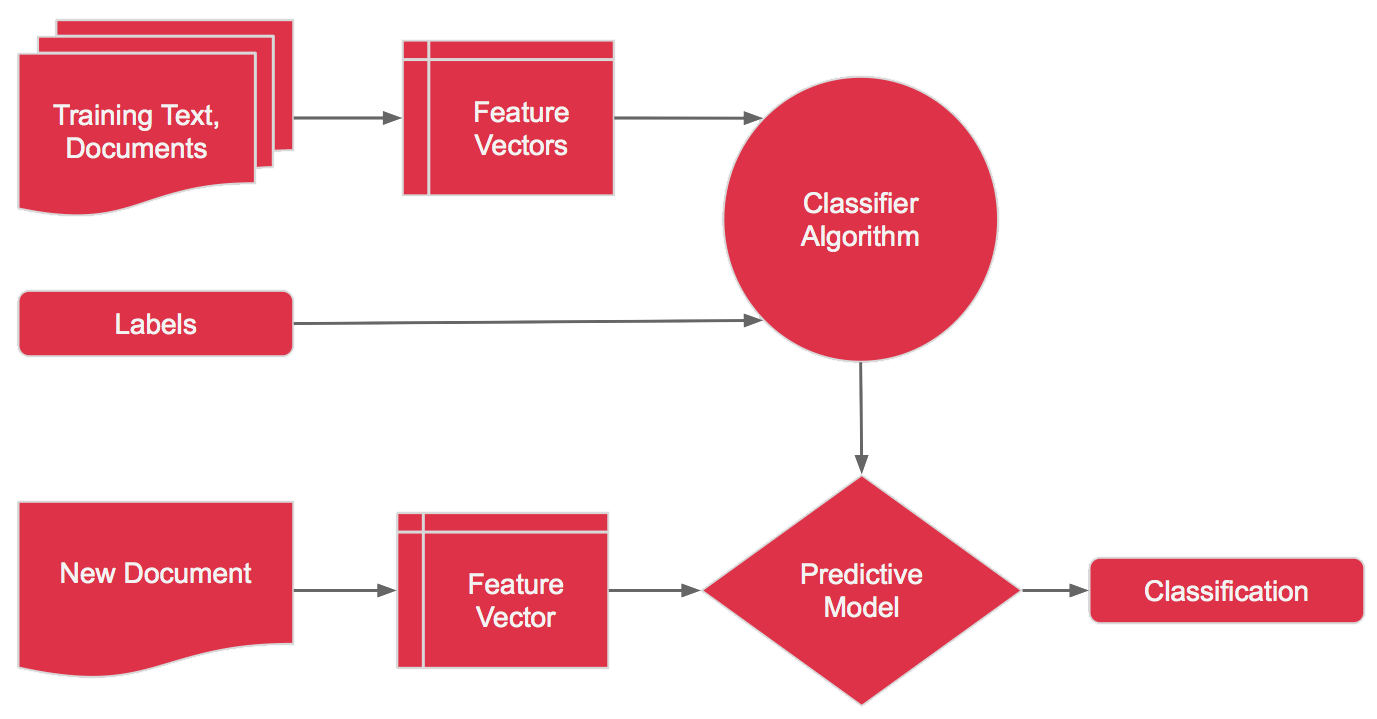 Training Text,
Documents
Feature
Vectors
Classifier
Algorithm
Labels
New Document
Feature
Vector
Predictive
Model
Classification